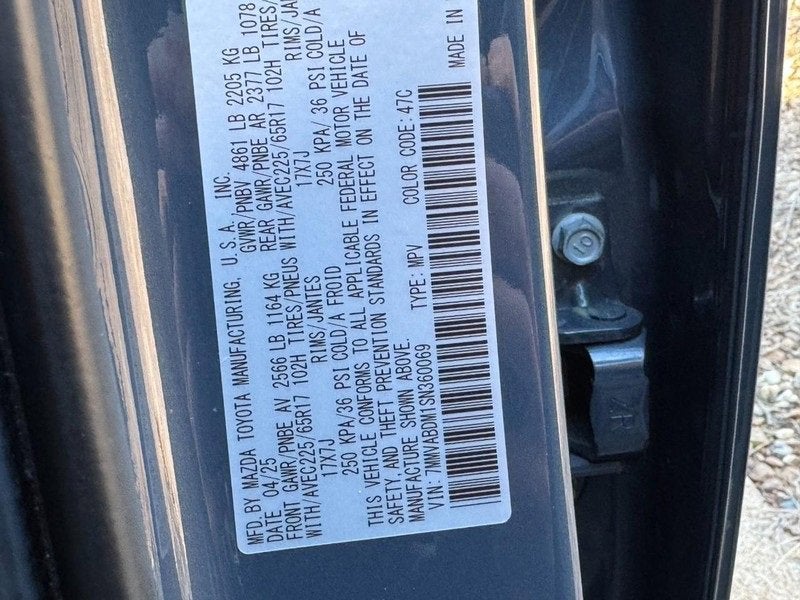 MFD.BY MAZDA TOYOTA MANUFACTURING, U.S.A., INC.
DATE 04/25 GVWR/PNBV 4861 LB 2205 KG
FRONT GAWR/PNBE AV 2566 LB 1164 KG REAR GAWR/PNBE AR 2377 LB 1078
WITH/AVEC225/65R17 102H TIRES/PNEUS WITH/AVEC225/65R17 102H TIRES/
17X7J RIMS/JANTES 17X7J RIMS/JAN
250 KPA/36 PSI COLD/A FROID 250 KPA/36 PSI COLD/A
THIS VEHICLE CONFORMS TO ALL APPLICABLE FEDERAL MOTOR VEHICLE
SAFETY AND THEFT PREVENTION STANDARDS IN EFFECT ON THE DATE OF
MANUFACTURE SHOWN ABOVE.
VIN: 7MMVABDM1SN360069 TYPE: MPV COLOR CODE: 47C MADE IN
10